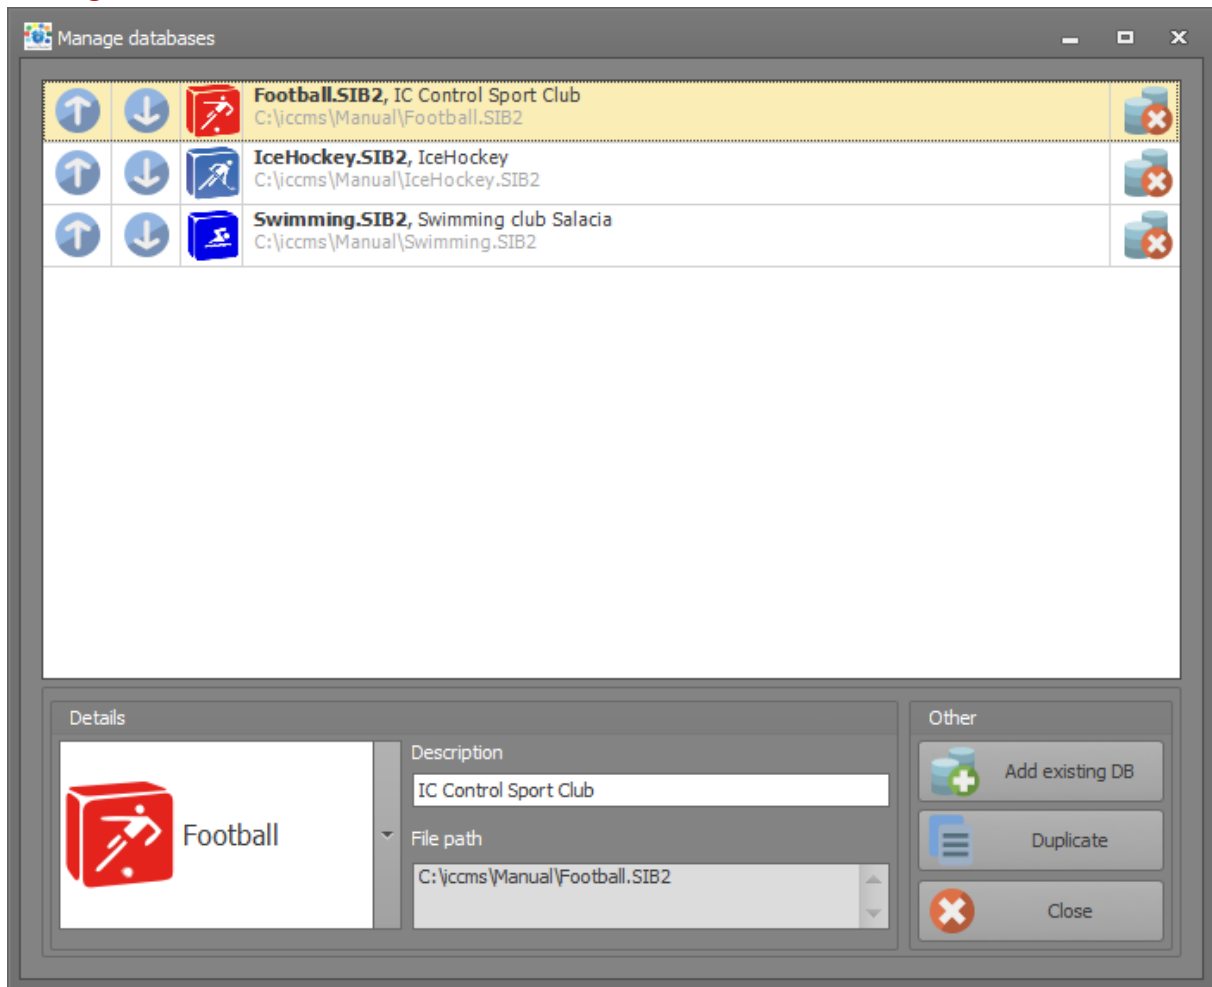 Manage databases
Football.SIB2, IC Control Sport Club
C:\iccms\Manual\Football.SIB2
IceHockey.SIB2, IceHockey
C:\iccms\Manual\IceHockey.SIB2
Swimming.SIB2, Swimming club Salacia
C:\iccms\Manual\Swimming.SIB2
Details
Football
Description
IC Control Sport Club
File path
C:\iccms\Manual\Football.SIB2
Other
Add existing DB
Duplicate
Close